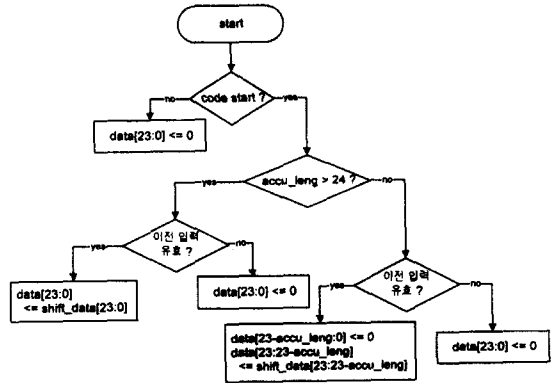 start
code start ?
no
yes
data[23:0] <= 0
accu_leng > 24 ?
yes
no
이전 입력
유효 ?
yes
no
data[23:0]
<= shift_data[23:0]
data[23:0] <= 0
이전 입력
유효 ?
yes
no
data[23-accu_leng:0] <= 0
data[23:23-accu_leng]
<= shift_data[23:23-accu_leng]
data[23:0] <= 0